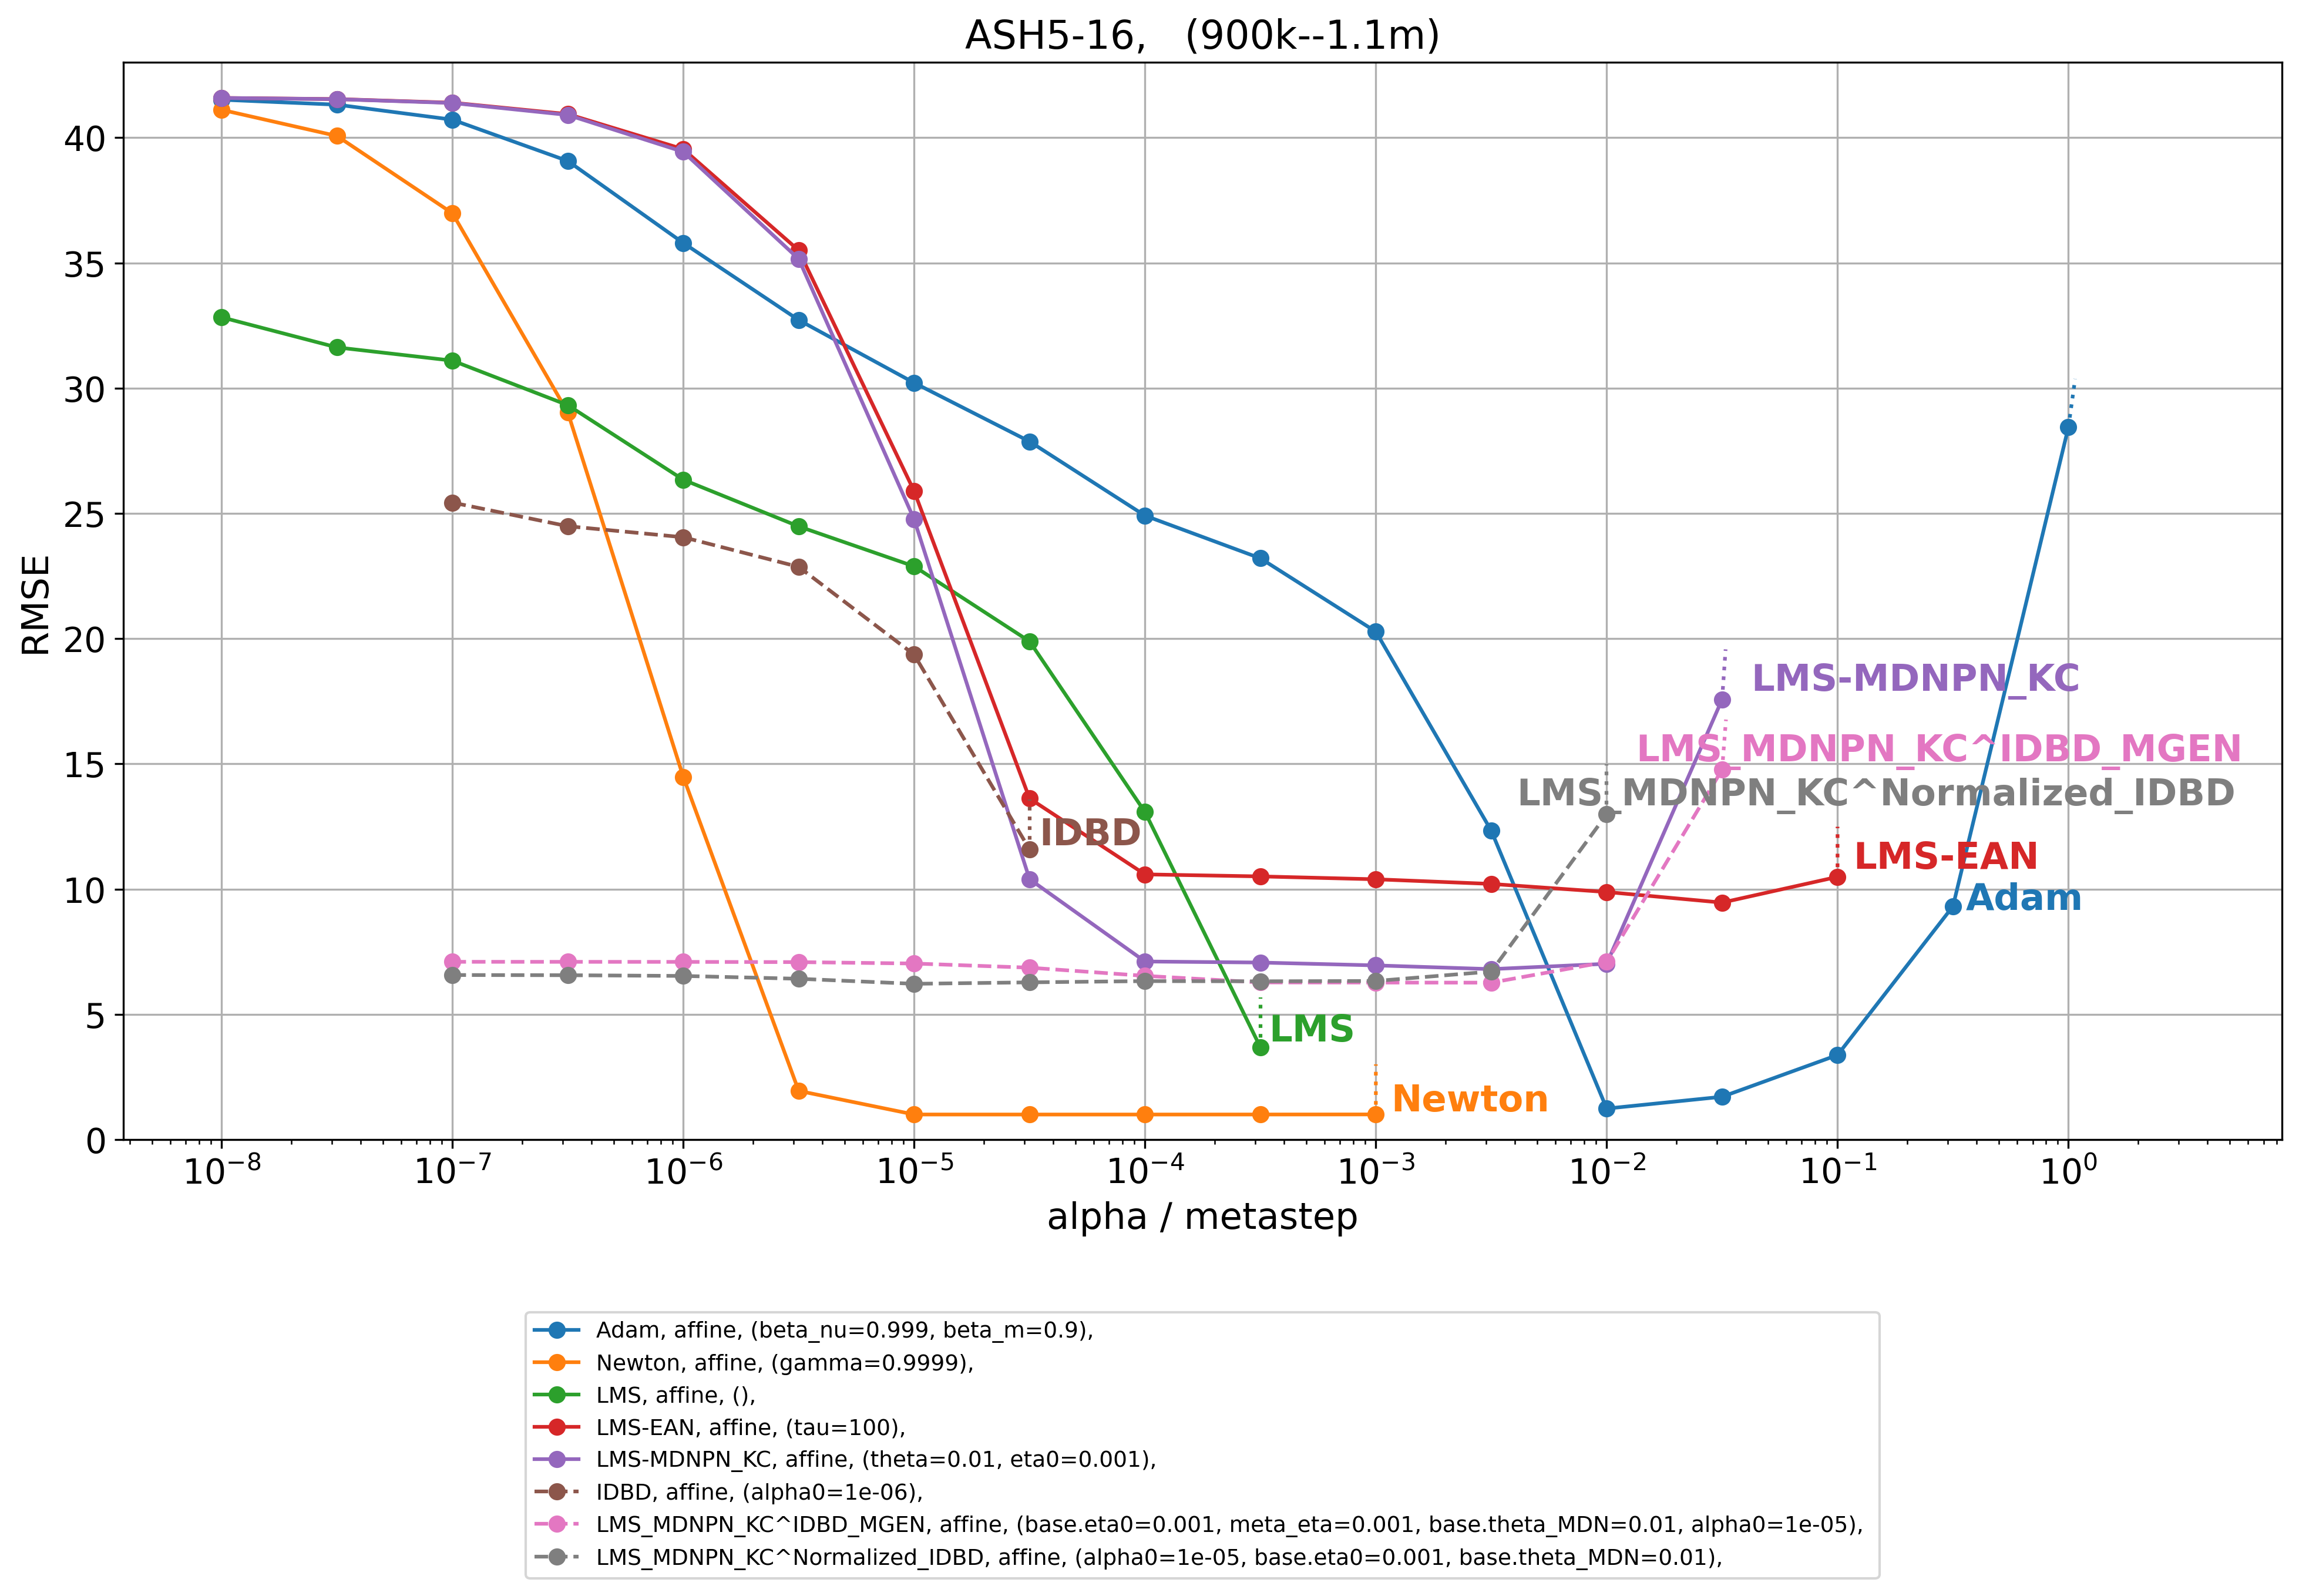 ASH5-16,   (900k--1.1m)
40
35
30
25
20
15
10
5
0
RMSE
LMS-MDNPN_KC
LMS_MDNPN_KC^IDBD_MGEN
LMS_MDNPN_KC^Normalized_IDBD
IDBD
LMS-EAN
Adam
LMS
Newton
10⁻⁸ 10⁻⁷ 10⁻⁶ 10⁻⁵ 10⁻⁴ 10⁻³ 10⁻² 10⁻¹ 10⁰
alpha / metastep
Adam, affine, (beta_nu=0.999, beta_m=0.9),
Newton, affine, (gamma=0.9999),
LMS, affine, (),
LMS-EAN, affine, (tau=100),
LMS-MDNPN_KC, affine, (theta=0.01, eta0=0.001),
IDBD, affine, (alpha0=1e-06),
LMS_MDNPN_KC^IDBD_MGEN, affine, (base.eta0=0.001, meta_eta=0.001, base.theta_MDN=0.01, alpha0=1e-05),
LMS_MDNPN_KC^Normalized_IDBD, affine, (alpha0=1e-05, base.eta0=0.001, base.theta_MDN=0.01),